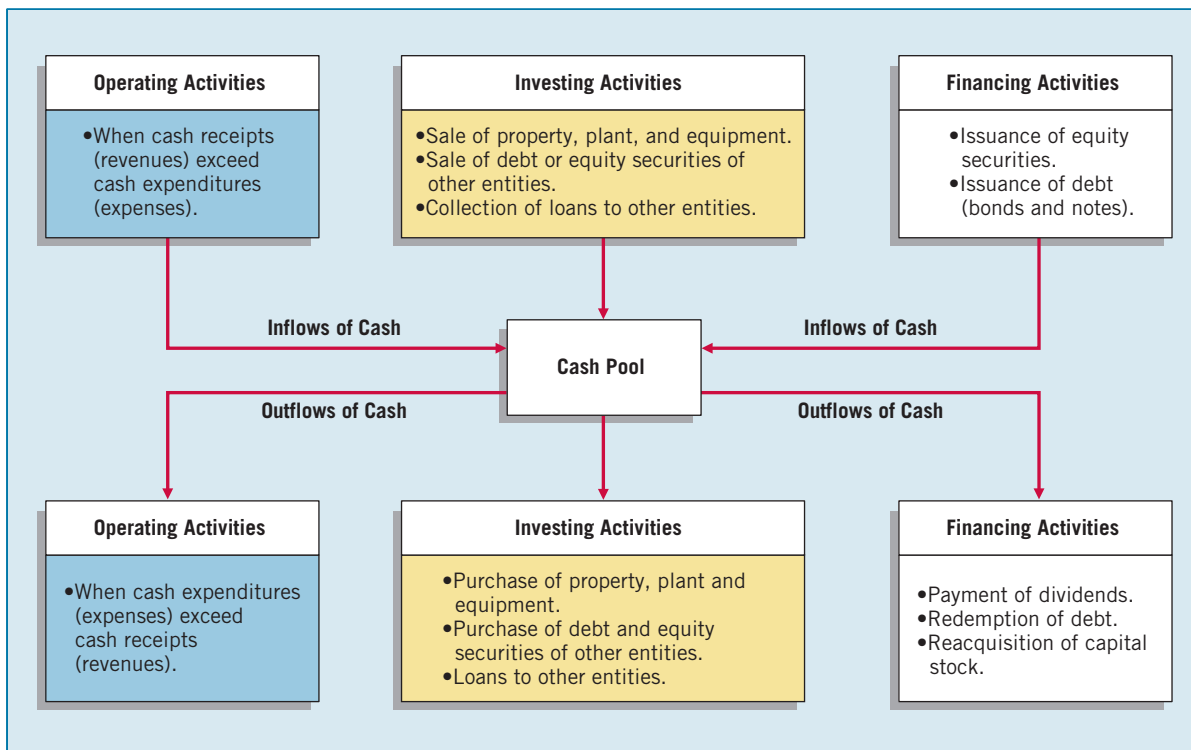 Operating Activities
•When cash receipts
(revenues) exceed
cash expenditures
(expenses).
Investing Activities
•Sale of property, plant, and equipment.
•Sale of debt or equity securities of
other entities.
•Collection of loans to other entities.
Financing Activities
•Issuance of equity
securities.
•Issuance of debt
(bonds and notes).
Inflows of Cash
Cash Pool
Inflows of Cash
Outflows of Cash
Outflows of Cash
Operating Activities
•When cash expenditures
(expenses) exceed
cash receipts
(revenues).
Investing Activities
•Purchase of property, plant and
equipment.
•Purchase of debt and equity
securities of other entities.
•Loans to other entities.
Financing Activities
•Payment of dividends.
•Redemption of debt.
•Reacquisition of capital
stock.